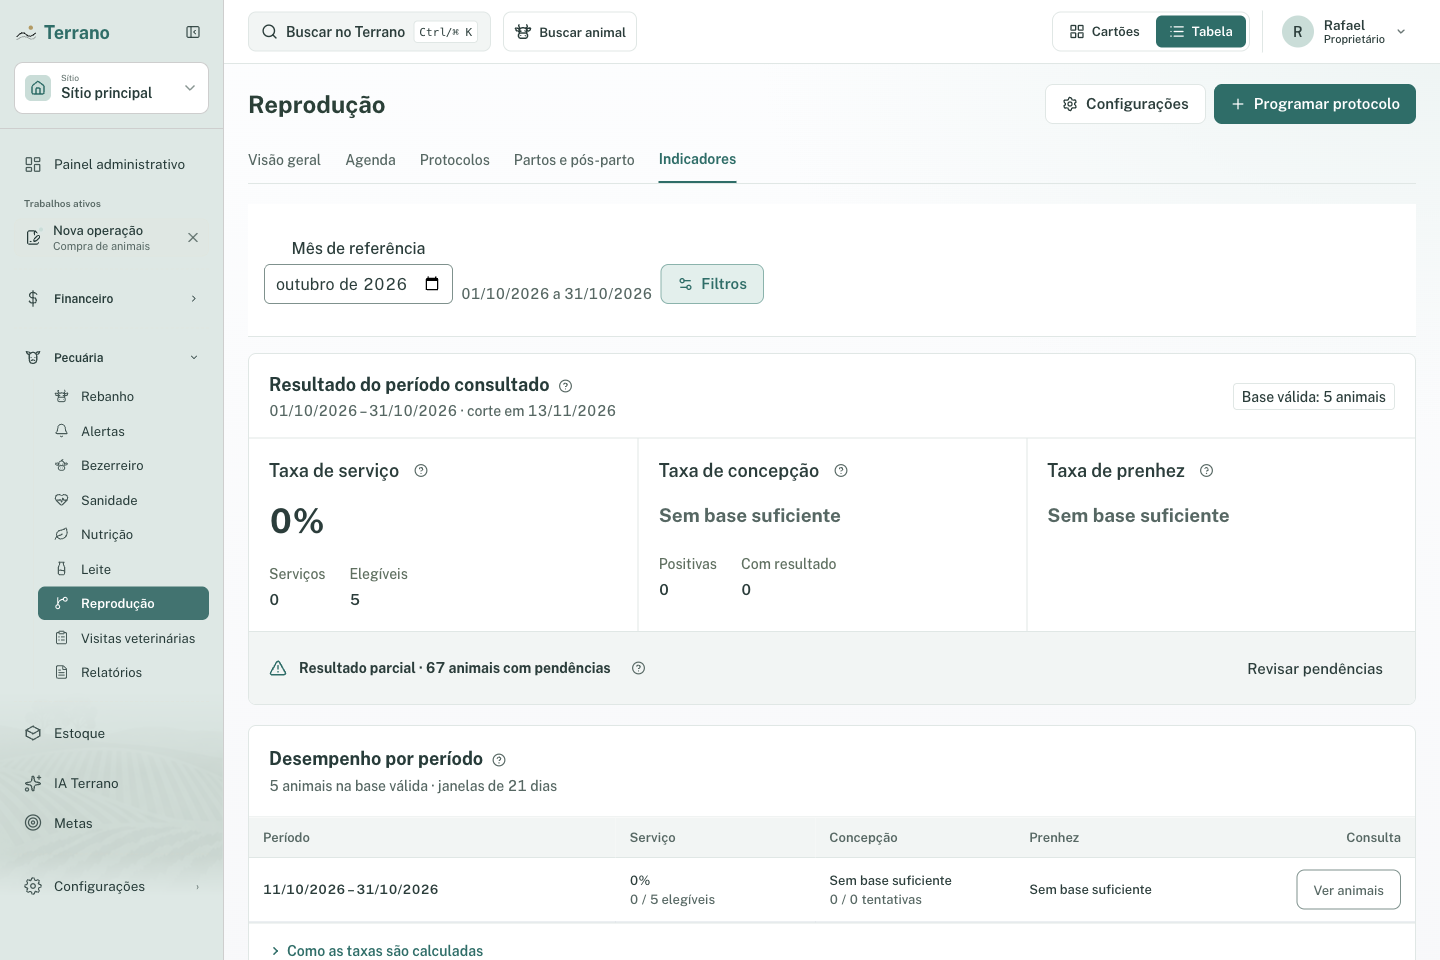 Terrano
Sítio
Sítio principal
Painel administrativo
Trabalhos ativos
Nova operação
Compra de animais
Financeiro
Pecuária
Rebanho
Alertas
Bezerreiro
Sanidade
Nutrição
Leite
Reprodução
Visitas veterinárias
Relatórios
Estoque
IA Terrano
Metas
Configurações
Buscar no Terrano Ctrl/⌘ K
Buscar animal
Cartões
Tabela
R
Rafael
Proprietário
Reprodução
Configurações
Programar protocolo
Visão geral Agenda Protocolos Partos e pós-parto Indicadores
Mês de referência
outubro de 2026
01/10/2026 a 31/10/2026
Filtros
Resultado do período consultado
01/10/2026–31/10/2026 · corte em 13/11/2026
Base válida: 5 animais
Taxa de serviço
0%
Serviços Elegíveis
0 5
Taxa de concepção
Sem base suficiente
Positivas Com resultado
0 0
Taxa de prenhez
Sem base suficiente
Resultado parcial · 67 animais com pendências
Revisar pendências
Desempenho por período
5 animais na base válida · janelas de 21 dias
Período Serviço Concepção Prenhez Consulta
11/10/2026–31/10/2026
0%
0 / 5 elegíveis
Sem base suficiente
0 / 0 tentativas
Sem base suficiente
Ver animais
Como as taxas são calculadas